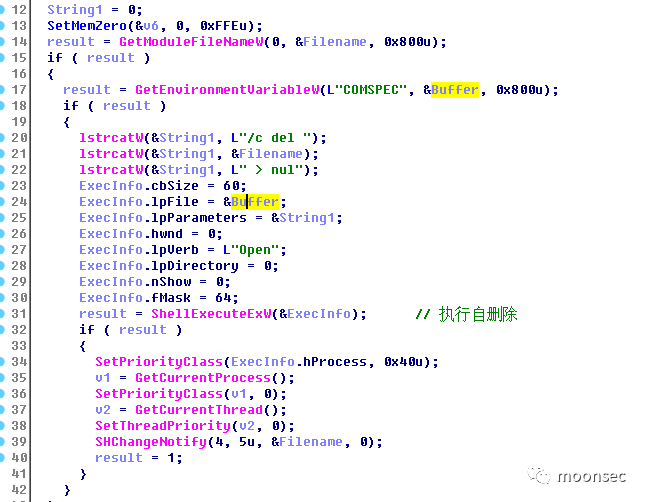 12 String1 = 0;
13 SetMemZero(&v6, 0, 0xFFEu);
14 result = GetModuleFileNameW(0, &Filename, 0x800u);
15 if ( result )
16 {
17 result = GetEnvironmentVariableW(L"COMSPEC", &Buffer, 0x800u);
18 if ( result )
19 {
20 lstrcatW(&String1, L"/c del ");
21 lstrcatW(&String1, &Filename);
22 lstrcatW(&String1, L" > nul");
23 ExecInfo.cbSize = 60;
24 ExecInfo.lpFile = &Buffer;
25 ExecInfo.lpParameters = &String1;
26 ExecInfo.hwnd = 0;
27 ExecInfo.lpVerb = L"Open";
28 ExecInfo.lpDirectory = 0;
29 ExecInfo.nShow = 0;
30 ExecInfo.fMask = 64;
31 result = ShellExecuteExW(&ExecInfo); // 执行自删除
32 if ( result )
33 {
34 SetPriorityClass(ExecInfo.hProcess, 0x40u);
35 v1 = GetCurrentProcess();
36 SetPriorityClass(v1, 0);
37 v2 = GetCurrentThread();
38 SetThreadPriority(v2, 0);
39 SHChangeNotify(4, 5u, &Filename, 0);
40 result = 1;
41 }
42 }
moonsec